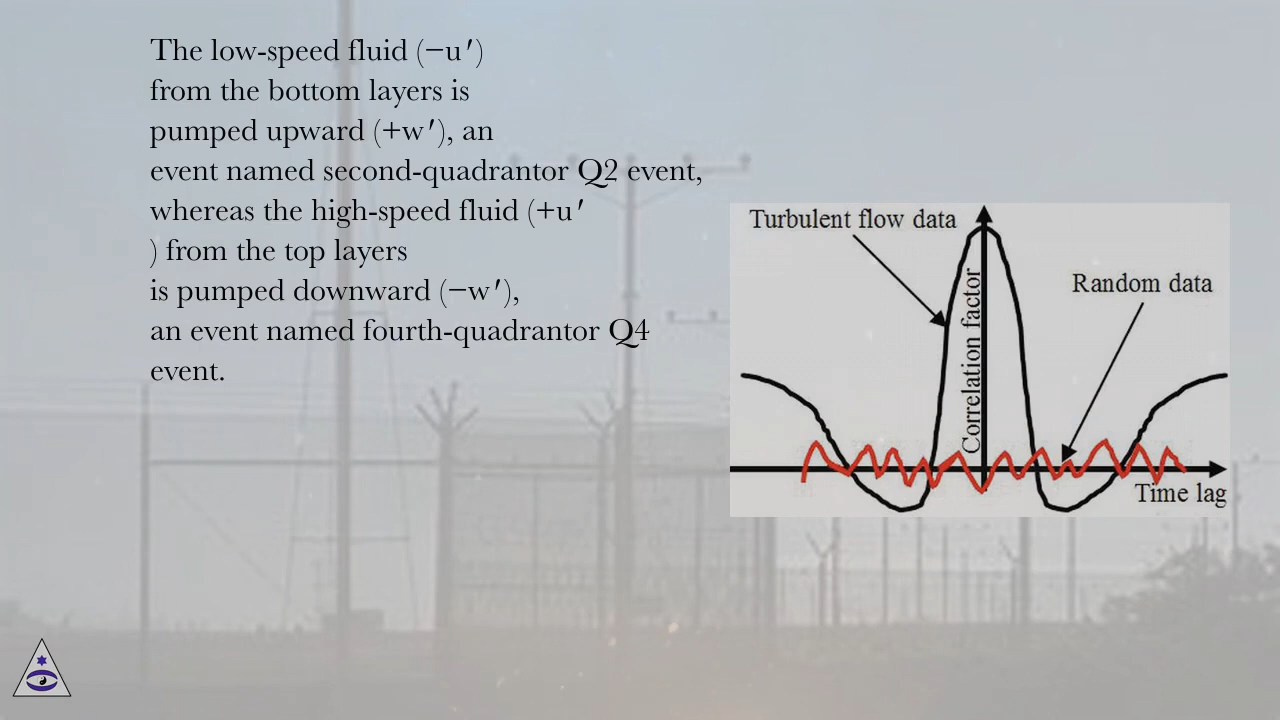 The low-speed fluid (−u′)
from the bottom layers is
pumped upward (+w′), an
event named second-quadrantor Q2 event,
whereas the high-speed fluid (+u′
) from the top layers
is pumped downward (−w′),
an event named fourth-quadrantor Q4
event.
Turbulent flow data
Random data
Correlation factor
Time lag